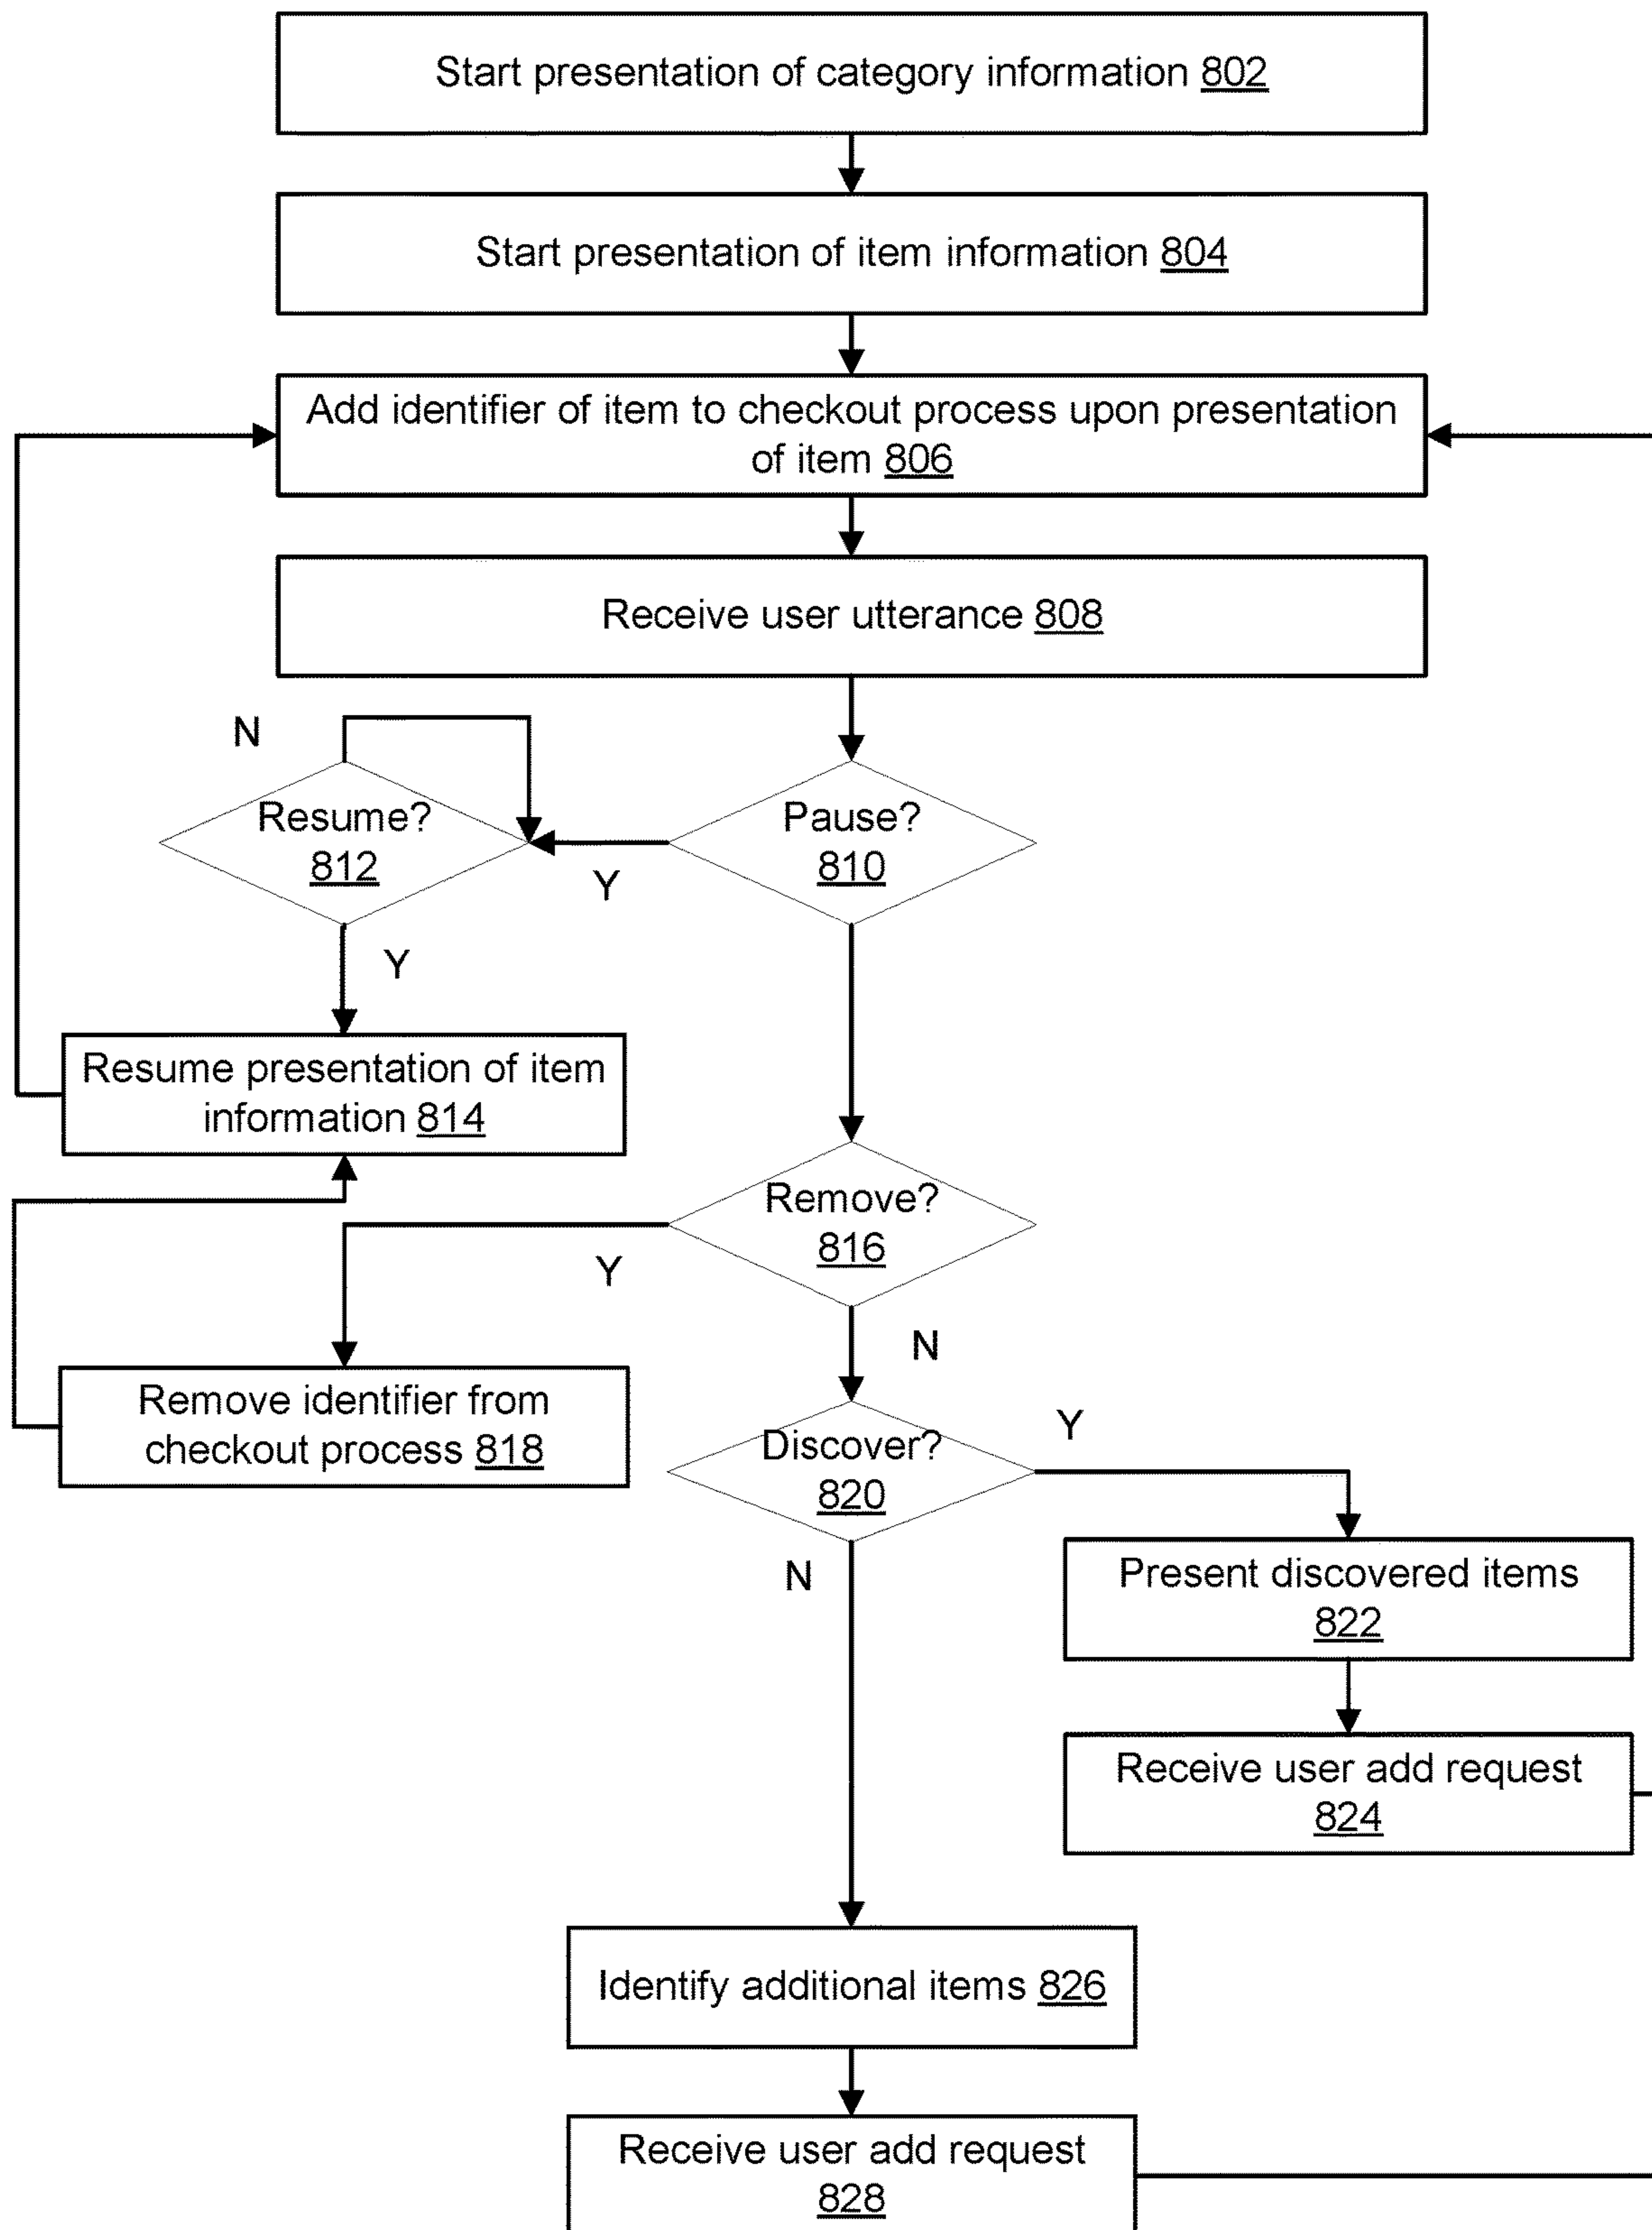 Start presentation of category information 802
Start presentation of item information 804
Add identifier of item to checkout process upon presentation
of item 806
Receive user utterance 808
N
Resume?
812
Pause?
810
Y
Y
Resume presentation of item
information 814
Remove?
816
Y
N
Remove identifier from
checkout process 818
Discover?
820
Y
N
Present discovered items
822
Receive user add request
824
Identify additional items 826
Receive user add request
828